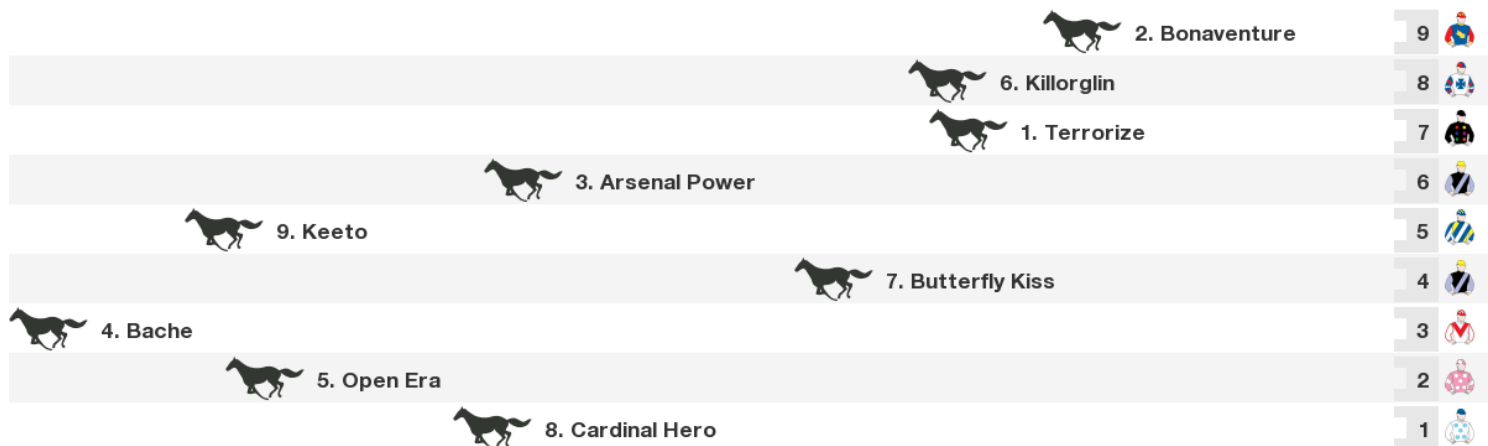 2. Bonaventure 9
6. Killorglin 8
1. Terrorize 7
3. Arsenal Power 6
9. Keeto 5
7. Butterfly Kiss 4
4. Bache 3
5. Open Era 2
8. Cardinal Hero 1